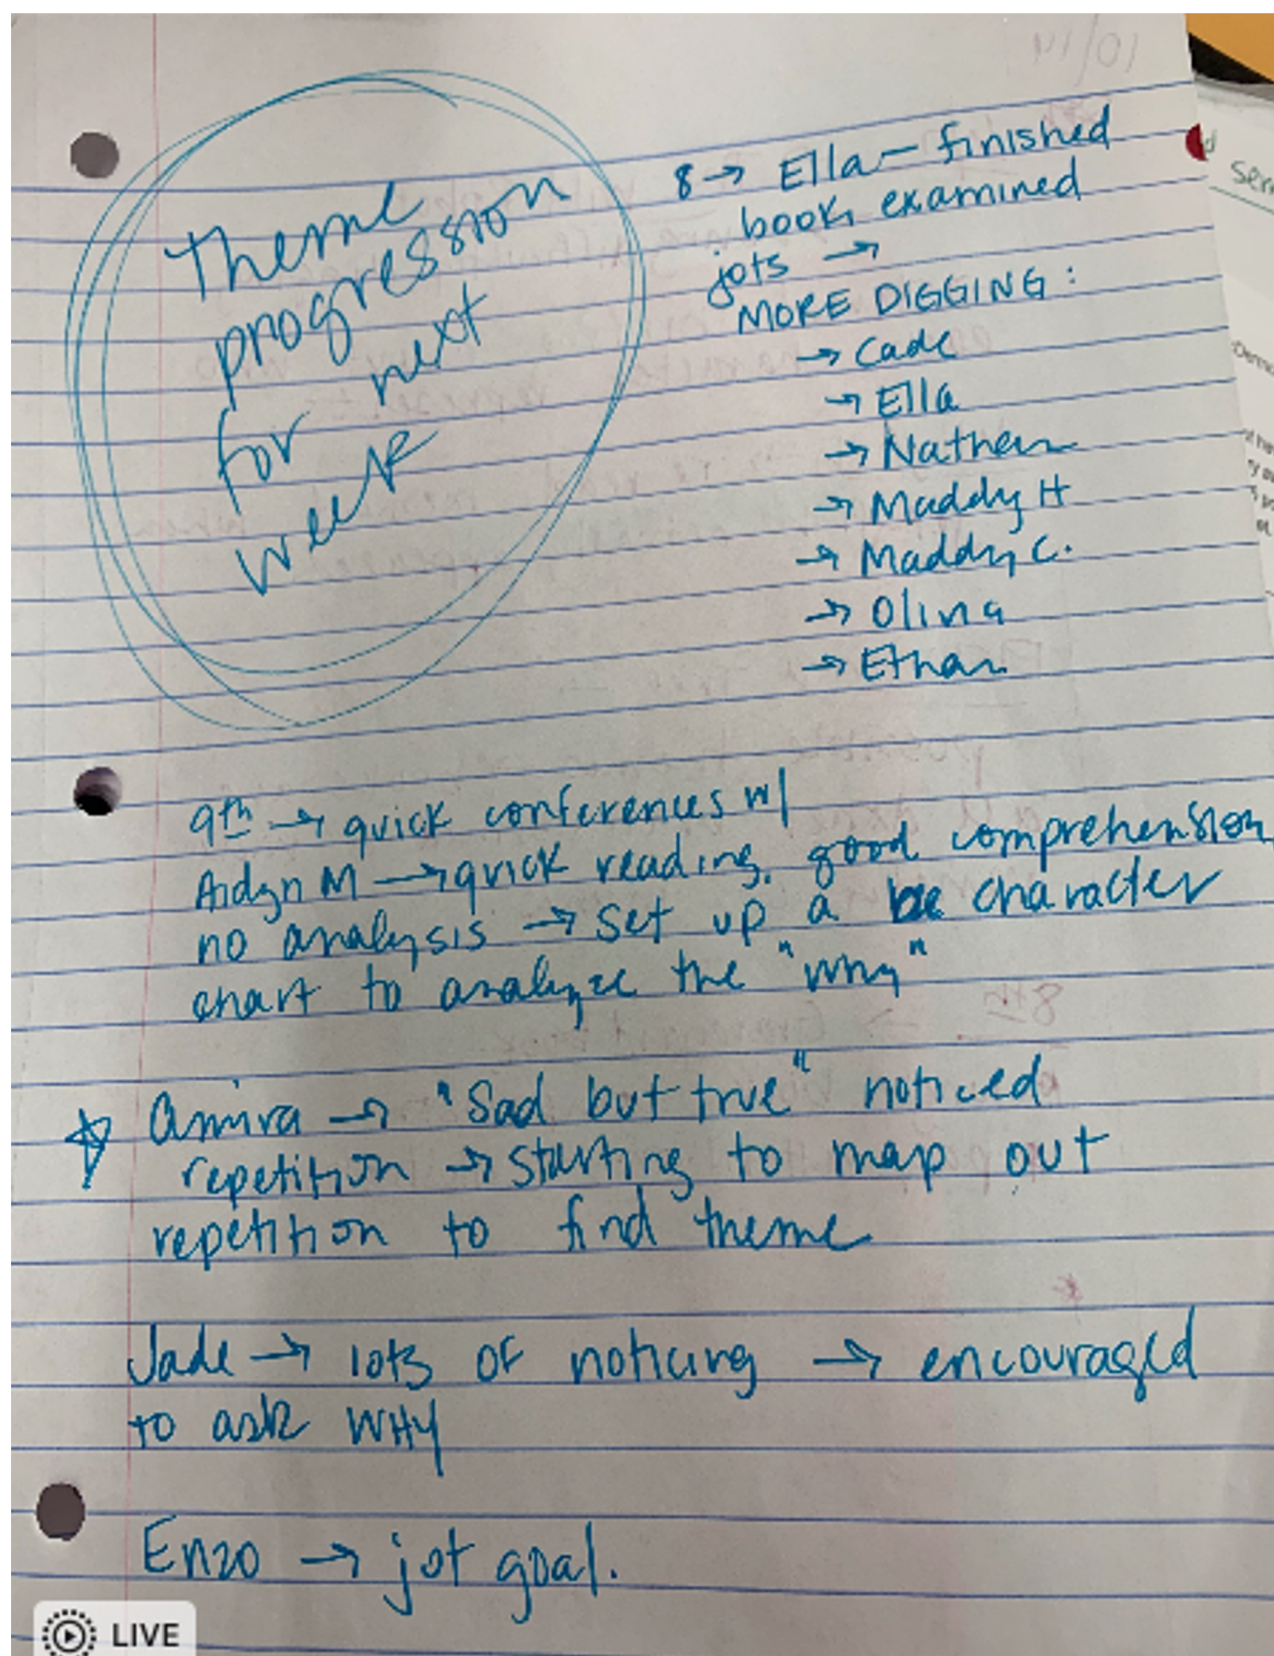 Theme
progression
for next
week
8 → Ella — finished
book, examined
jots →
MORE DIGGING :
→ Cade
→ Ella
→ Nathan
→ Maddy H
→ Maddy C.
→ Olina
→ Ethan
9th → quick conferences w/
Aidyn M → quick reading, good comprehension,
no analysis → set up a character
chart to analyze the "why"
☆ Amira → "Sad but true" noticed
repetition → starting to map out
repetition to find theme
Jade → lots of noticing → encouraged
to ask WHY
Enzo → jot goal.
LIVE